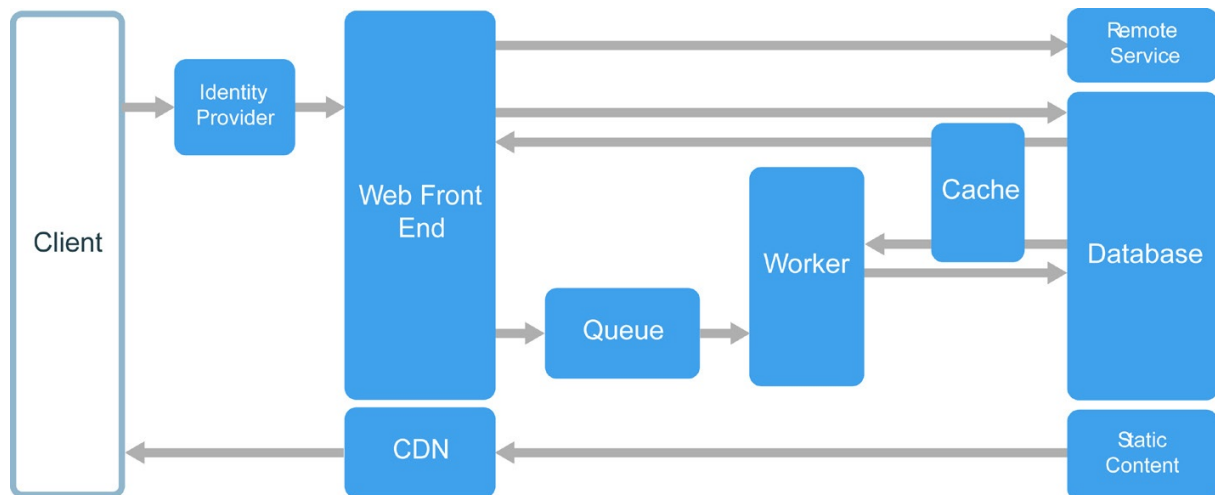 Client
Identity
Provider
Web Front
End
Remote
Service
Cache
Database
Worker
Queue
CDN
Static
Content